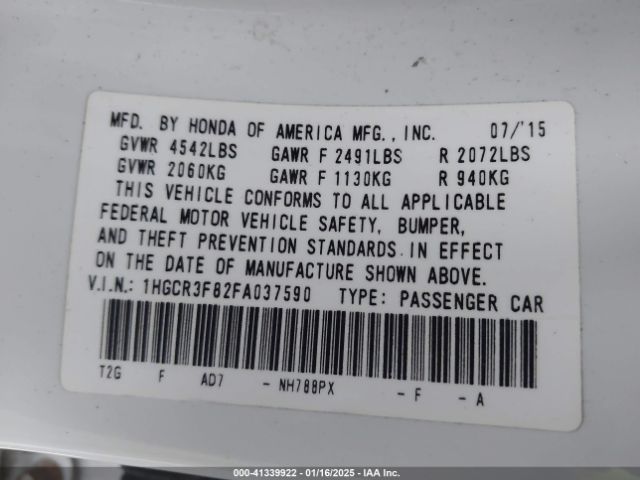 MFD. BY HONDA OF AMERICA MFG., INC. 07/'15
GVWR 4542LBS GAWR F 2491LBS R 2072LBS
GVWR 2060KG GAWR F 1130KG R 940KG
THIS VEHICLE CONFORMS TO ALL APPLICABLE
FEDERAL MOTOR VEHICLE SAFETY, BUMPER,
AND THEFT PREVENTION STANDARDS IN EFFECT
ON THE DATE OF MANUFACTURE SHOWN ABOVE.
V.I.N.: 1HGCR3F82FA037590 TYPE: PASSENGER CAR
T2G F AD7 - NH788PX - F - A
000-41339922 - 01/16/2025 - IAA Inc.